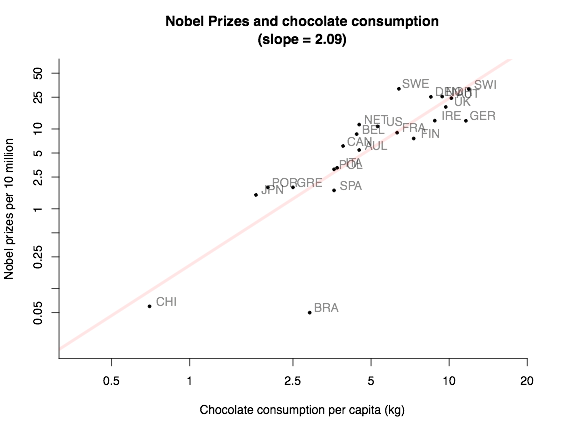 Nobel Prizes and chocolate consumption
(slope = 2.09)
Nobel prizes per 10 million
50
25
10
5
2.5
1
0.25
0.05
SWE
SWI
UK
IRE
GER
NET
US
BEL
FRA
FIN
CAN
AUL
POL
POR
GRE
JPN
SPA
CHI
BRA
0.5 1 2.5 5 10 20
Chocolate consumption per capita (kg)